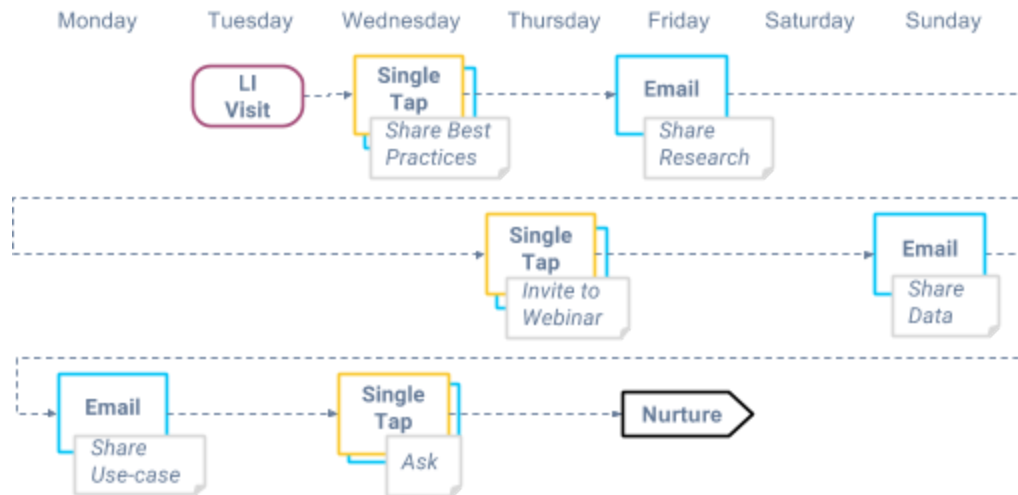 Monday Tuesday Wednesday Thursday Friday Saturday Sunday
LI
Visit
Single
Tap
Share Best
Practices
Email
Share
Research
Single
Tap
Invite to
Webinar
Email
Share
Data
Email
Share
Use-case
Single
Tap
Ask
Nurture